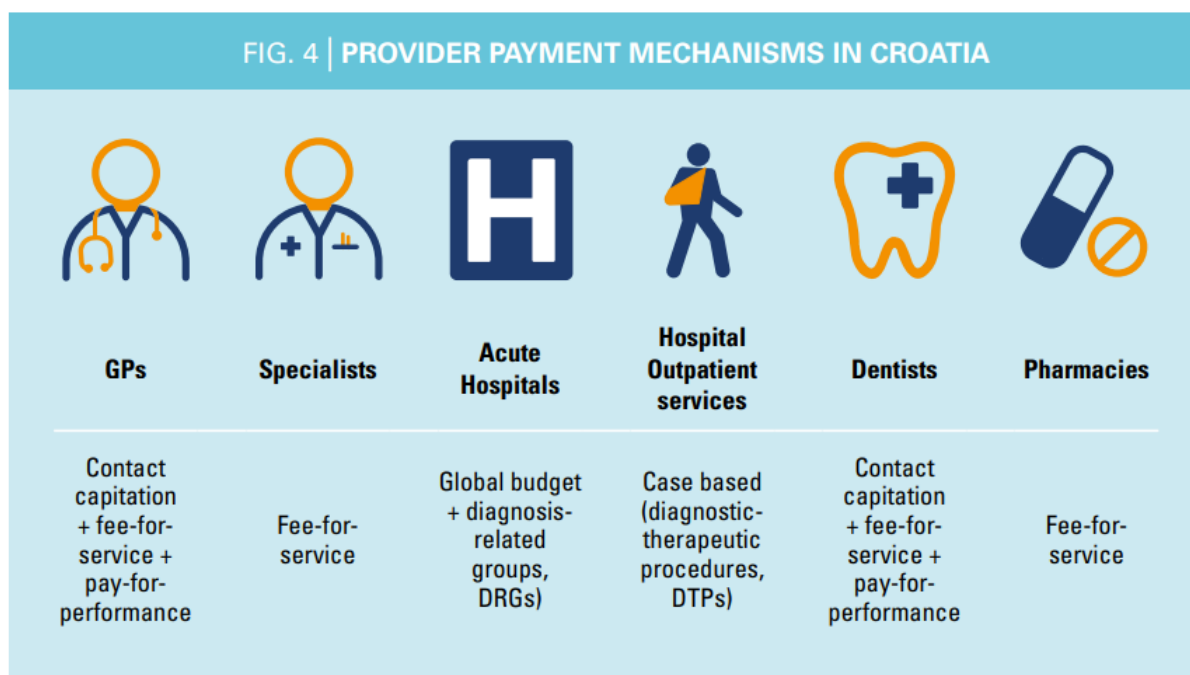 FIG. 4 | PROVIDER PAYMENT MECHANISMS IN CROATIA
H
GPs
Specialists
Acute
Hospitals
Hospital
Outpatient
services
Dentists
Pharmacies
Contact
capitation
+ fee-for-
service +
pay-for-
performance
Fee-for-
service
Global budget
+ diagnosis-
related
groups,
DRGs)
Case based
(diagnostic-
therapeutic
procedures,
DTPs)
Contact
capitation
+ fee-for-
service +
pay-for-
performance
Fee-for-
service